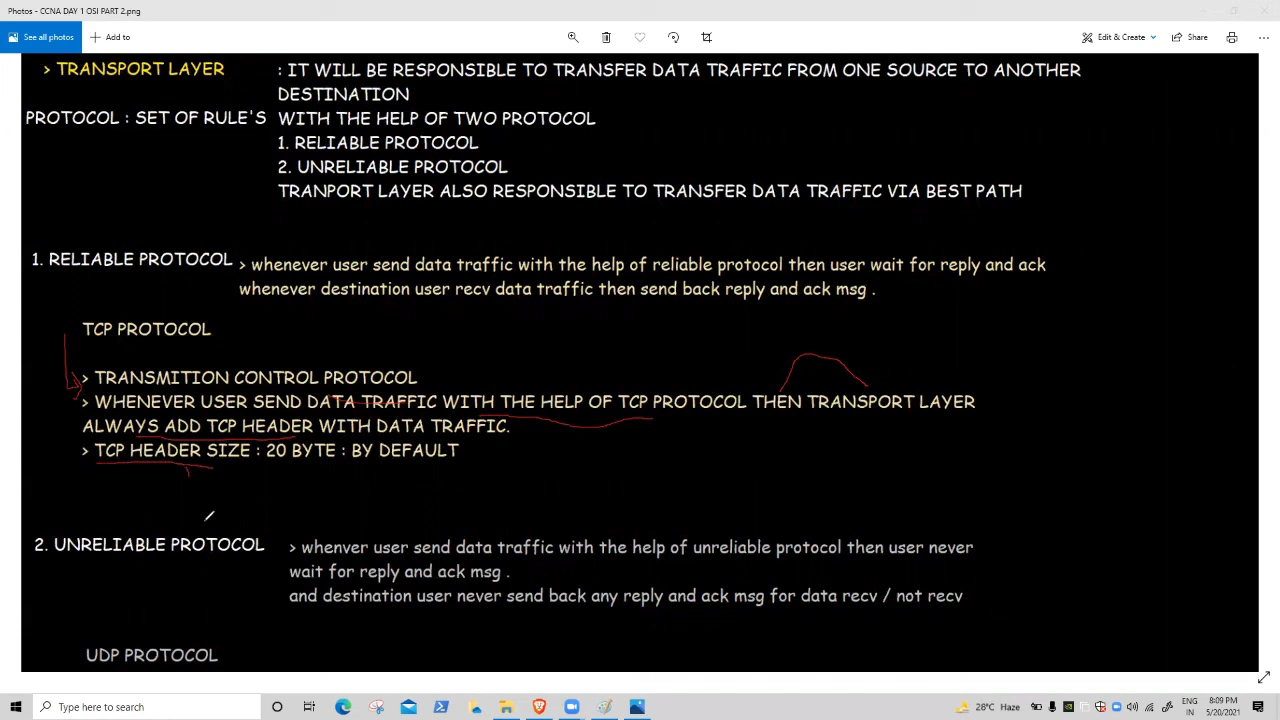 Photos - CCNA DAY 1 OSI PART 2.png
See all photos
Add to
Edit & Create
Share
> TRANSPORT LAYER : IT WILL BE RESPONSIBLE TO TRANSFER DATA TRAFFIC FROM ONE SOURCE TO ANOTHER
DESTINATION
PROTOCOL : SET OF RULE'S WITH THE HELP OF TWO PROTOCOL
1. RELIABLE PROTOCOL
2. UNRELIABLE PROTOCOL
TRANPORT LAYER ALSO RESPONSIBLE TO TRANSFER DATA TRAFFIC VIA BEST PATH
1. RELIABLE PROTOCOL > whenever user send data traffic with the help of reliable protocol then user wait for reply and ack
whenever destination user recv data traffic then send back reply and ack msg .
TCP PROTOCOL
> TRANSMITION CONTROL PROTOCOL
> WHENEVER USER SEND DATA TRAFFIC WITH THE HELP OF TCP PROTOCOL THEN TRANSPORT LAYER
ALWAYS ADD TCP HEADER WITH DATA TRAFFIC.
> TCP HEADER SIZE : 20 BYTE : BY DEFAULT
2. UNRELIABLE PROTOCOL > whenver user send data traffic with the help of unreliable protocol then user never
wait for reply and ack msg .
and destination user never send back any reply and ack msg for data recv / not recv
UDP PROTOCOL
Type here to search
28°C Haze
ENG
IN
8:09 PM
5/20/2021